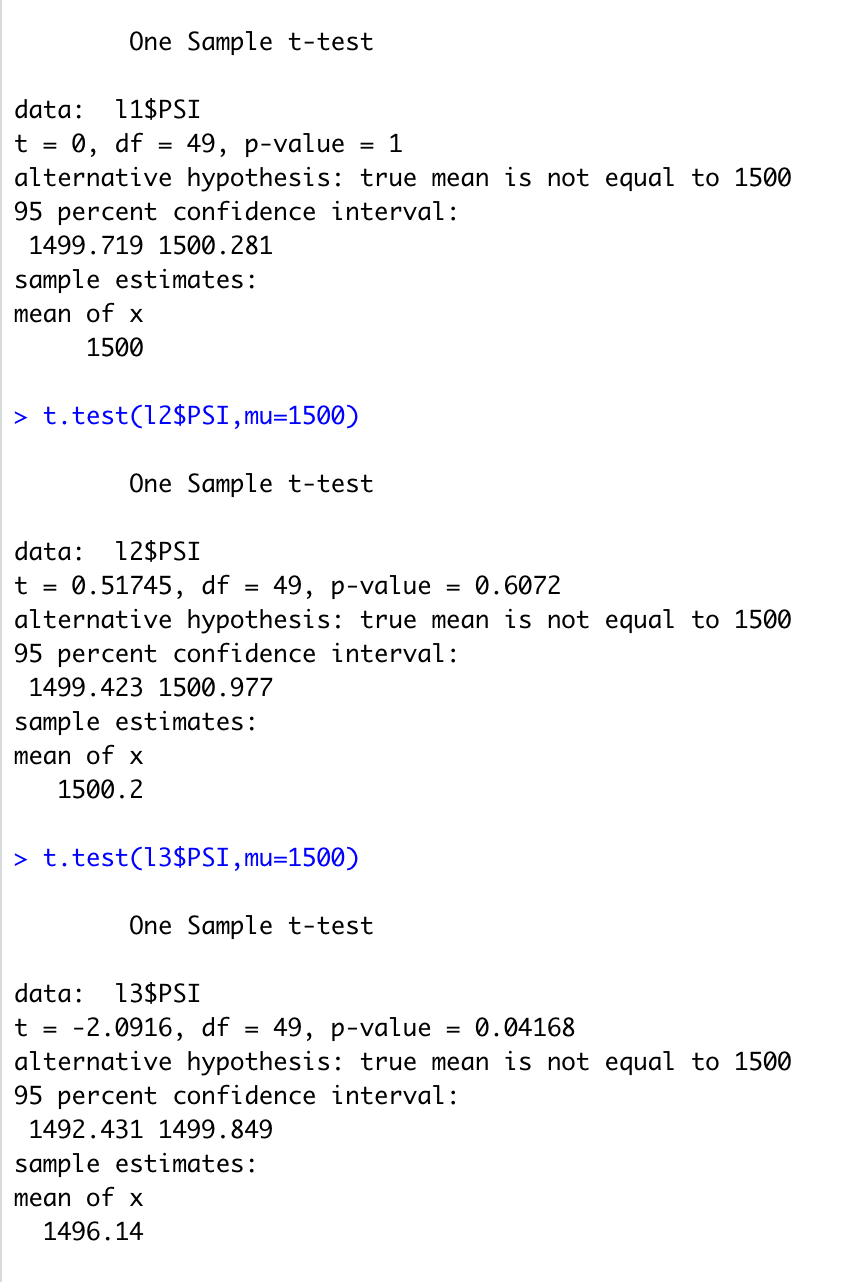 One Sample t-test
data:  l1$PSI
t = 0, df = 49, p-value = 1
alternative hypothesis: true mean is not equal to 1500
95 percent confidence interval:
 1499.719 1500.281
sample estimates:
mean of x
     1500
> t.test(l2$PSI,mu=1500)
One Sample t-test
data:  l2$PSI
t = 0.51745, df = 49, p-value = 0.6072
alternative hypothesis: true mean is not equal to 1500
95 percent confidence interval:
 1499.423 1500.977
sample estimates:
mean of x
   1500.2
> t.test(l3$PSI,mu=1500)
One Sample t-test
data:  l3$PSI
t = -2.0916, df = 49, p-value = 0.04168
alternative hypothesis: true mean is not equal to 1500
95 percent confidence interval:
 1492.431 1499.849
sample estimates:
mean of x
  1496.14